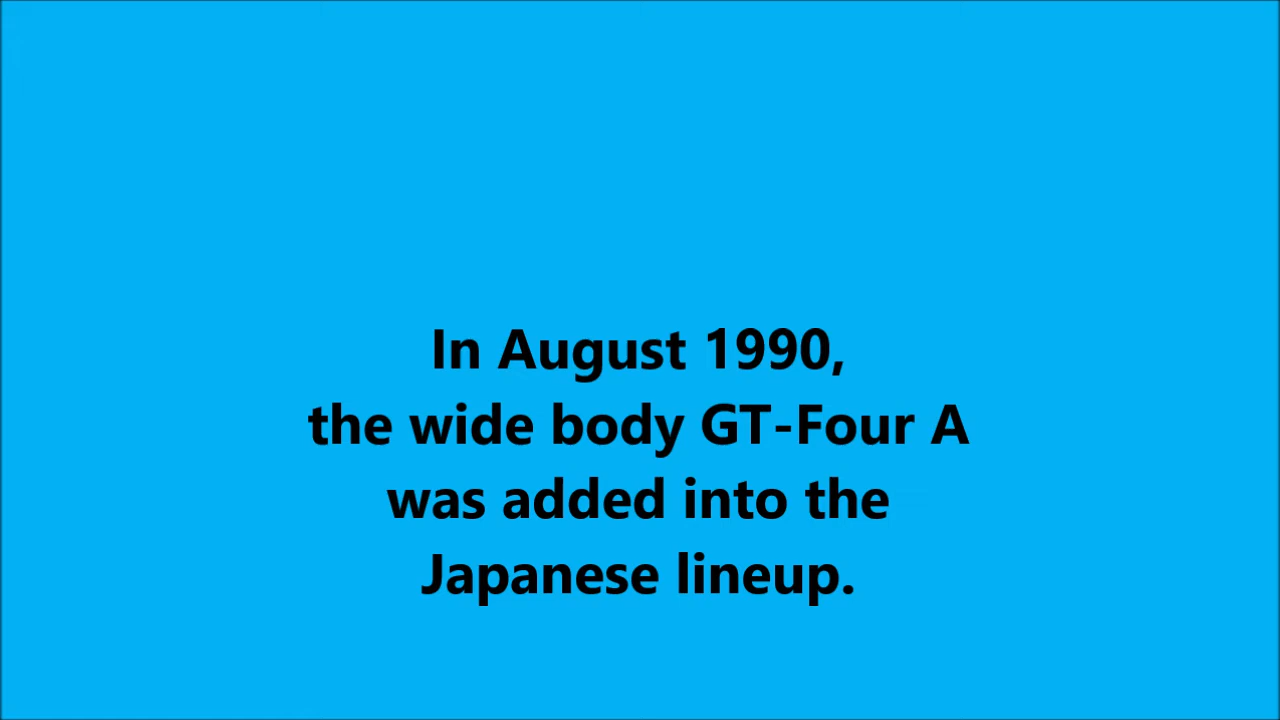 In August 1990,
the wide body GT-Four A
was added into the
Japanese lineup.